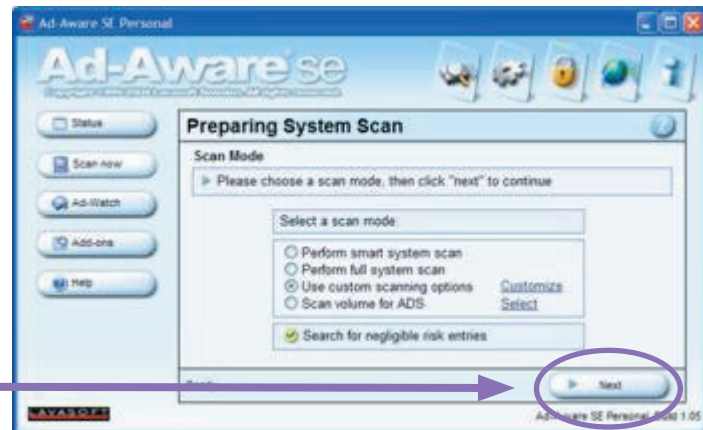 Ad-Aware SE Personal
Ad-Aware se
Status
Scan now
Ad-Watch
Add-ons
Help
Preparing System Scan
Scan Mode
Please choose a scan mode, then click "next" to continue
Select a scan mode
Perform smart system scan
Perform full system scan
Use custom scanning options Customize
Scan volume for ADS Select
Search for negligible risk entries
Next
LAVASOFT
Ad-Aware SE Personal, Build 1.05